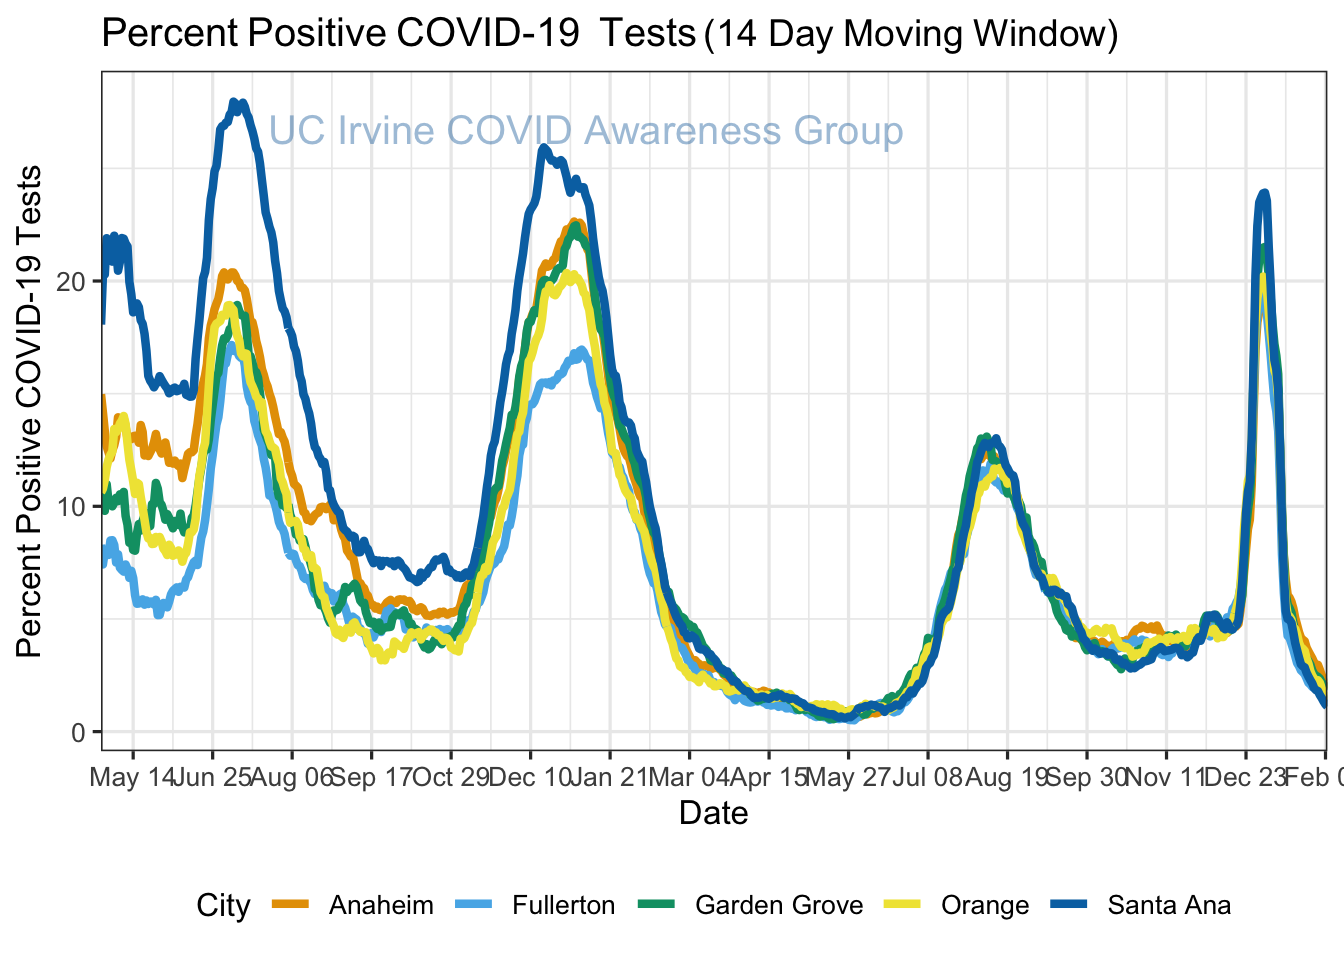 Percent Positive COVID-19 Tests (14 Day Moving Window)
UC Irvine COVID Awareness Group
Percent Positive COVID-19 Tests
20
10
0
May 14 Jun 25 Aug 06 Sep 17 Oct 29 Dec 10 Jan 21 Mar 04 Apr 15 May 27 Jul 08 Aug 19 Sep 30 Nov 11 Dec 23 Feb 0
Date
City Anaheim Fullerton Garden Grove Orange Santa Ana